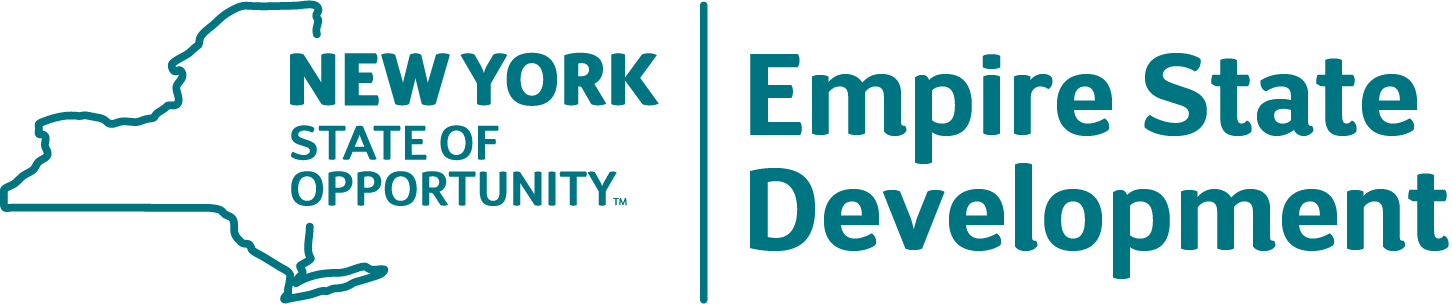 NEW YORK
STATE OF
OPPORTUNITY™
Empire State
Development